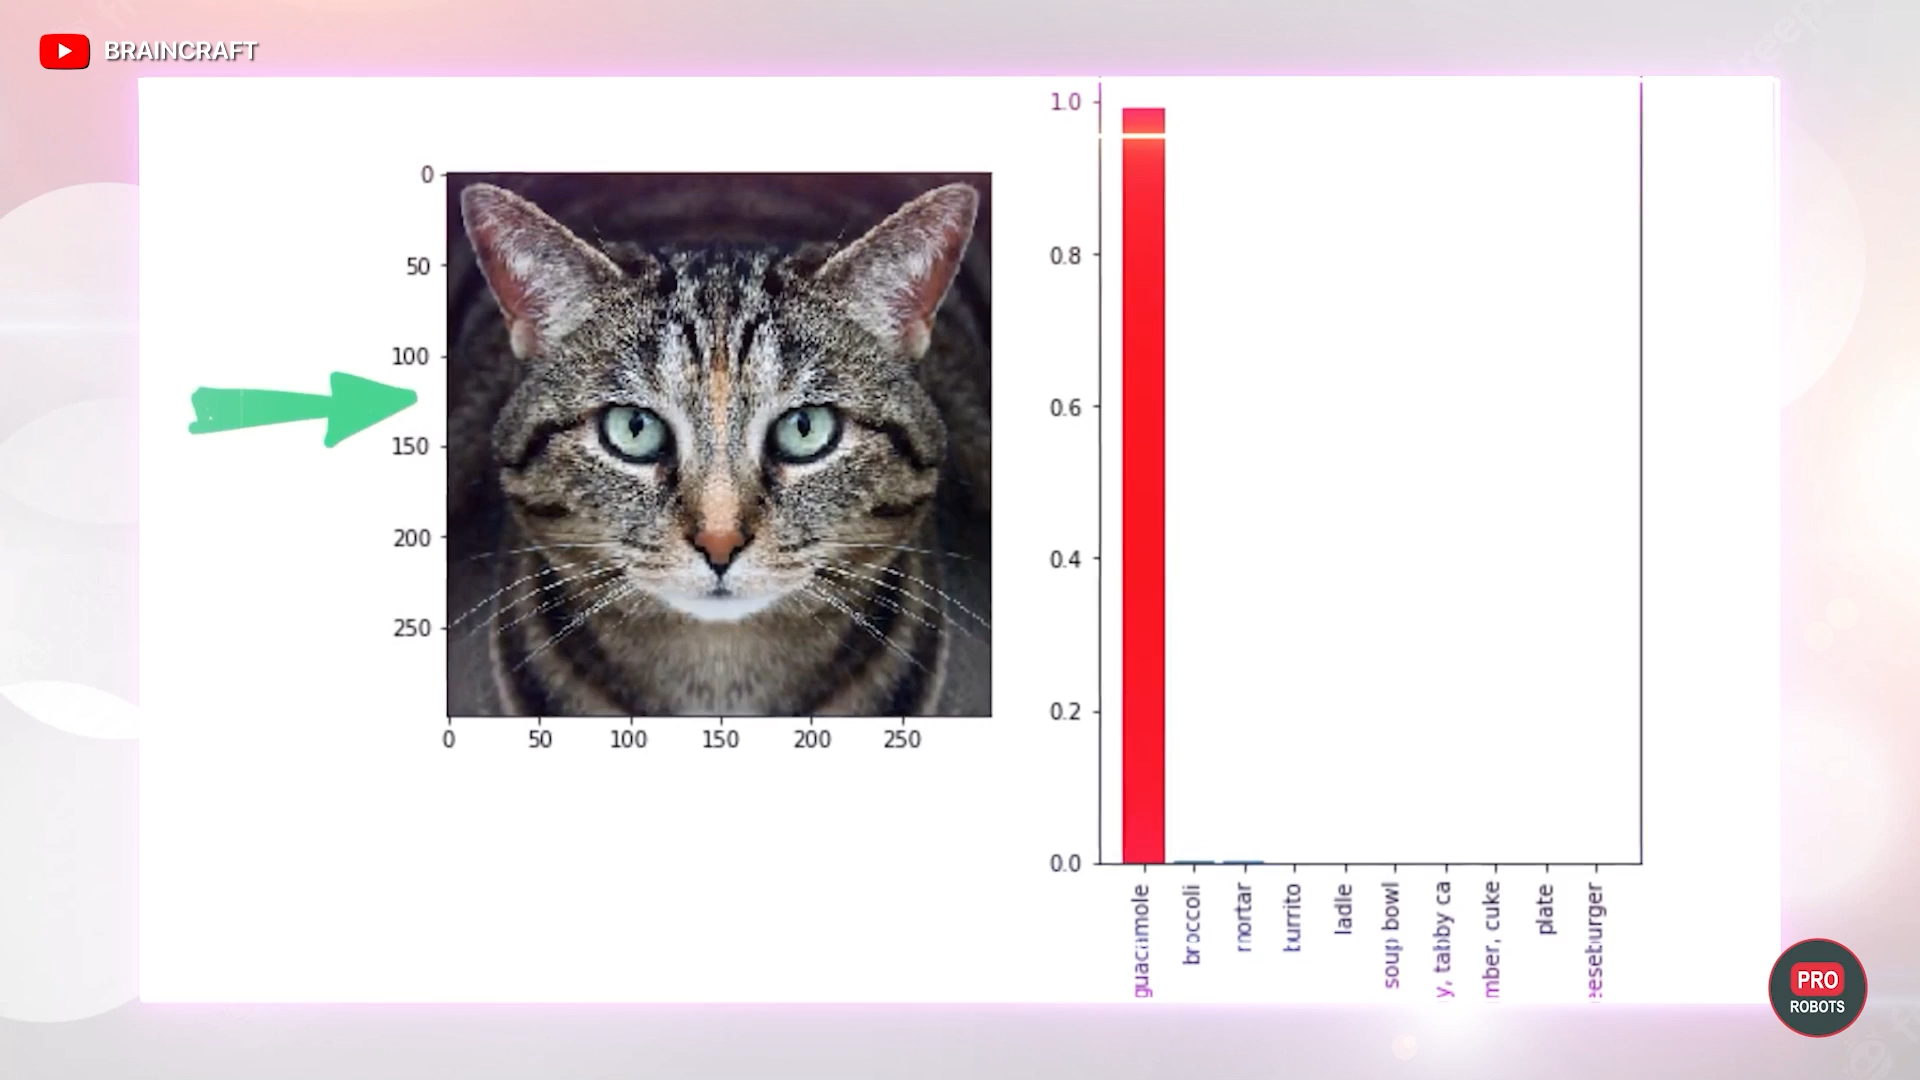 BRAINCRAFT
0
50
100
150
200
250
0 50 100 150 200 250
1.0
0.8
0.6
0.4
0.2
0.0
guacamole
broccoli
mortar
burrito
ladle
soup bowl
y, tabby ca
mber, cuke
plate
eseburger
PRO
ROBOTS